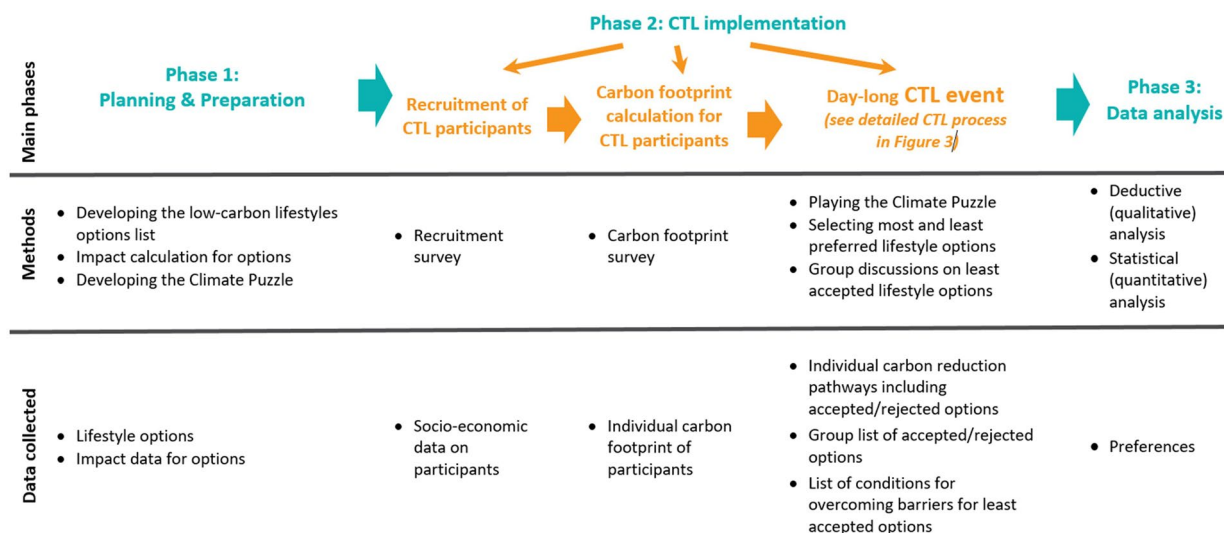 Phase 2: CTL implementation
Main phases
Phase 1:
Planning & Preparation
Recruitment of
CTL participants
Carbon footprint
calculation for
CTL participants
Day-long CTL event
(see detailed CTL process
in Figure 3)
Phase 3:
Data analysis
Methods
• Developing the low-carbon lifestyles
options list
• Impact calculation for options
• Developing the Climate Puzzle
• Recruitment
survey
• Carbon footprint
survey
• Playing the Climate Puzzle
• Selecting most and least
preferred lifestyle options
• Group discussions on least
accepted lifestyle options
• Deductive
(qualitative)
analysis
• Statistical
(quantitative)
analysis
Data collected
• Lifestyle options
• Impact data for options
• Socio-economic
data on
participants
• Individual carbon
footprint of
participants
• Individual carbon reduction
pathways including
accepted/rejected options
• Group list of accepted/rejected
options
• List of conditions for
overcoming barriers for least
accepted options
• Preferences